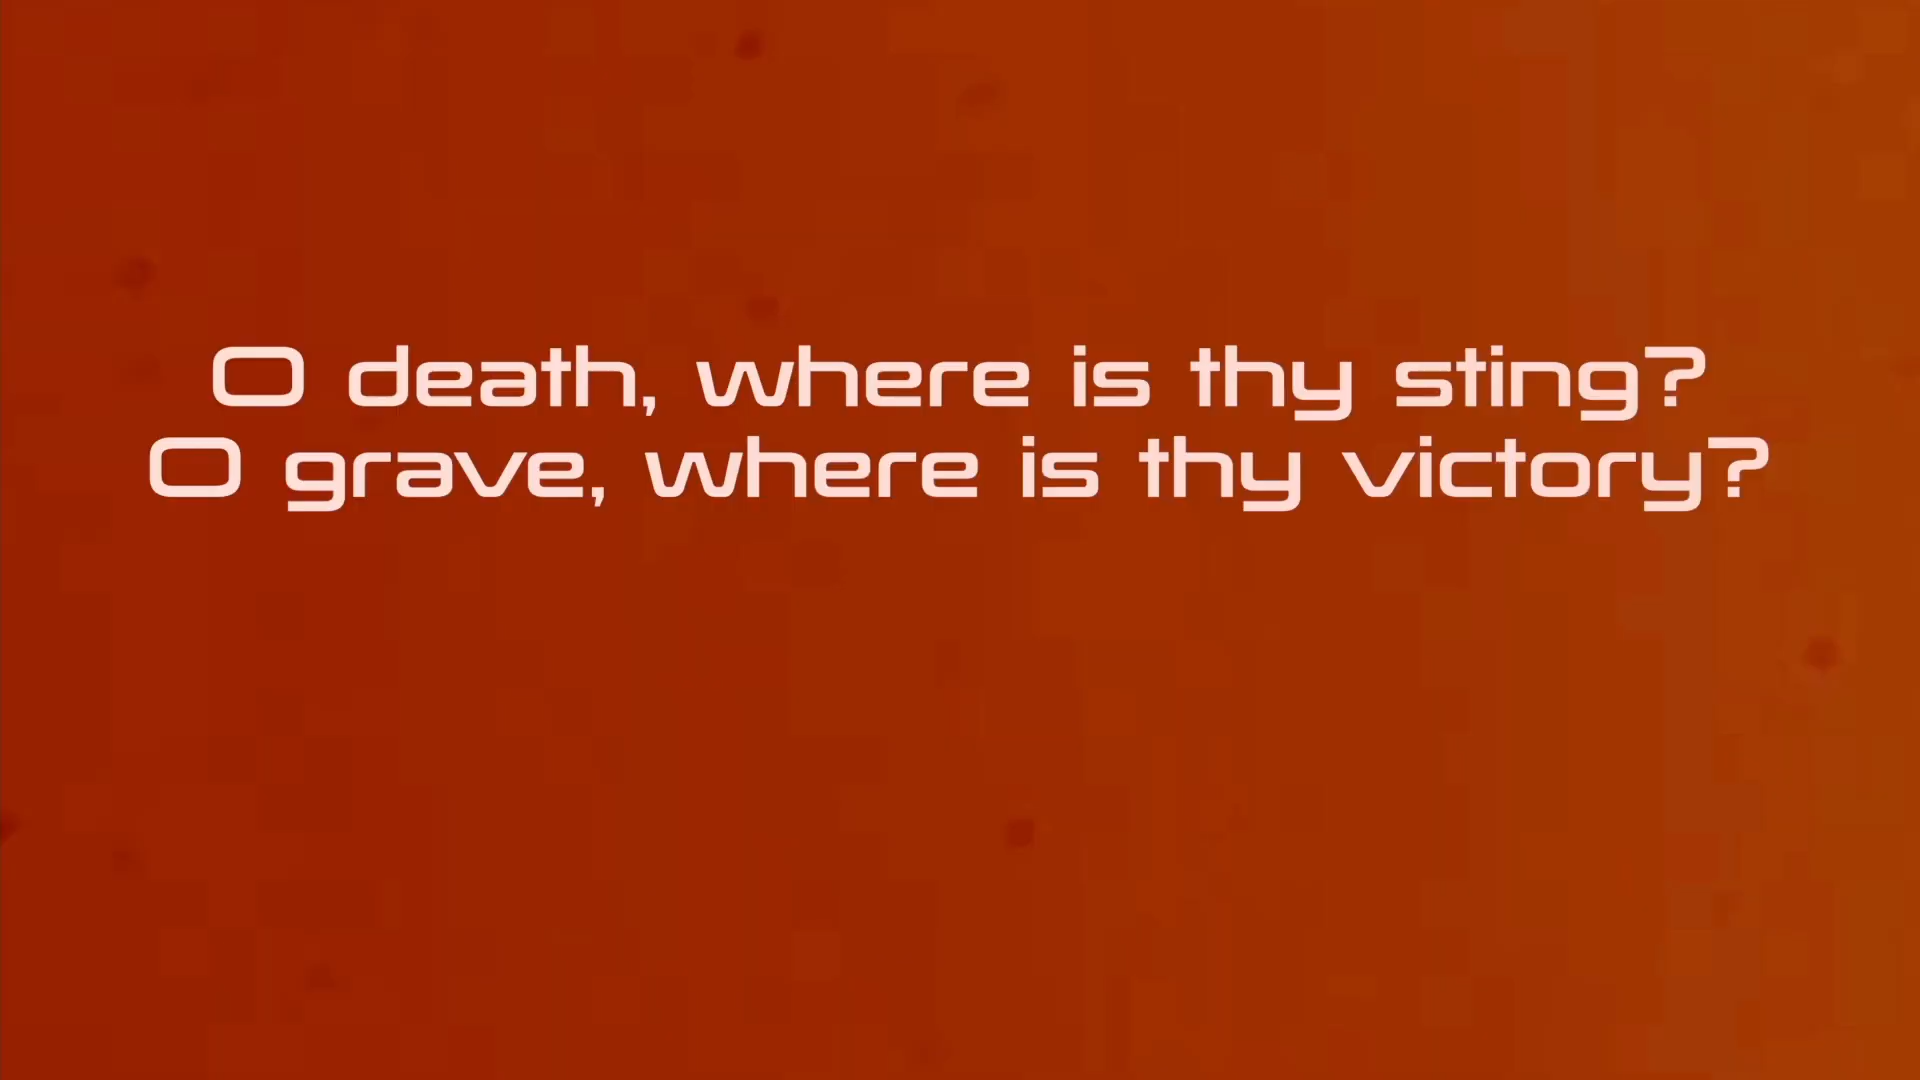 O death, where is thy sting?
O grave, where is thy victory?